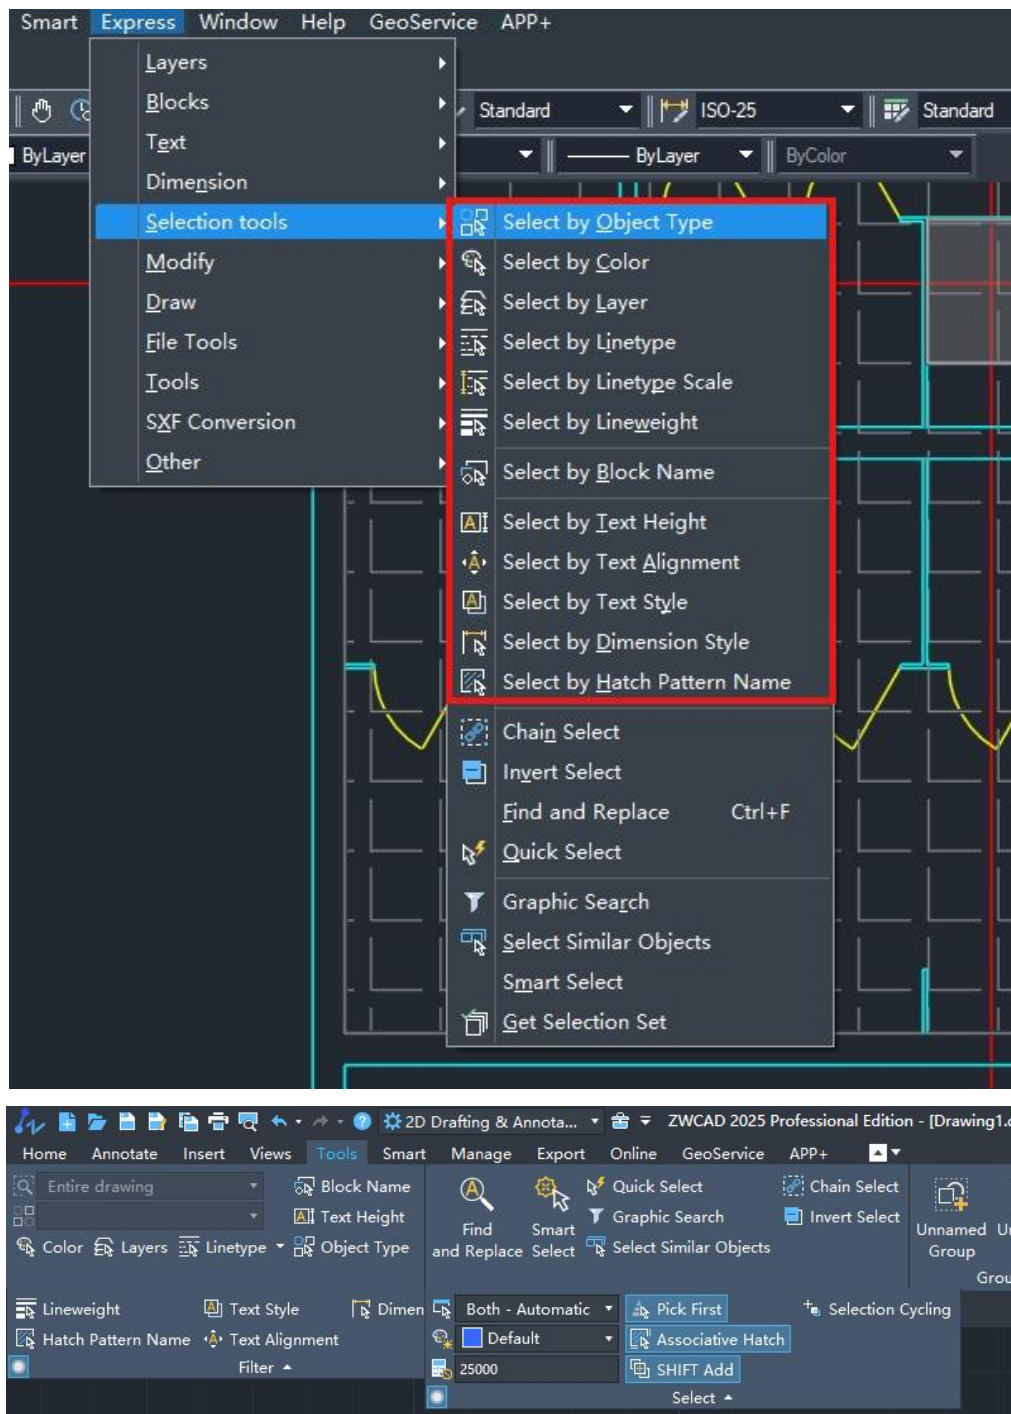 Smart Express Window Help GeoService APP+
Layers
Blocks
Standard ISO-25 Standard
Text
ByLayer ByLayer ByColor
Dimension
Selection tools
Select by Object Type
Modify
Select by Color
Draw
Select by Layer
File Tools
Select by Linetype
Tools
Select by Linetype Scale
SXF Conversion
Select by Lineweight
Other
Select by Block Name
Select by Text Height
Select by Text Alignment
Select by Text Style
Select by Dimension Style
Select by Hatch Pattern Name
Chain Select
Invert Select
Find and Replace Ctrl+F
Quick Select
Graphic Search
Select Similar Objects
Smart Select
Get Selection Set
2D Drafting & Annota... ZWCAD 2025 Professional Edition - [Drawing1.
Home Annotate Insert Views Tools Smart Manage Export Online GeoService APP+
Entire drawing Block Name Quick Select Chain Select
Text Height Graphic Search Invert Select
Color Layers Linetype Object Type
Find and Replace
Smart Select
Select Similar Objects
Unnamed Group
Grou
Lineweight Text Style Dimen Both - Automatic Pick First Selection Cycling
Hatch Pattern Name Text Alignment Default Associative Hatch
Filter 25000 SHIFT Add
Select